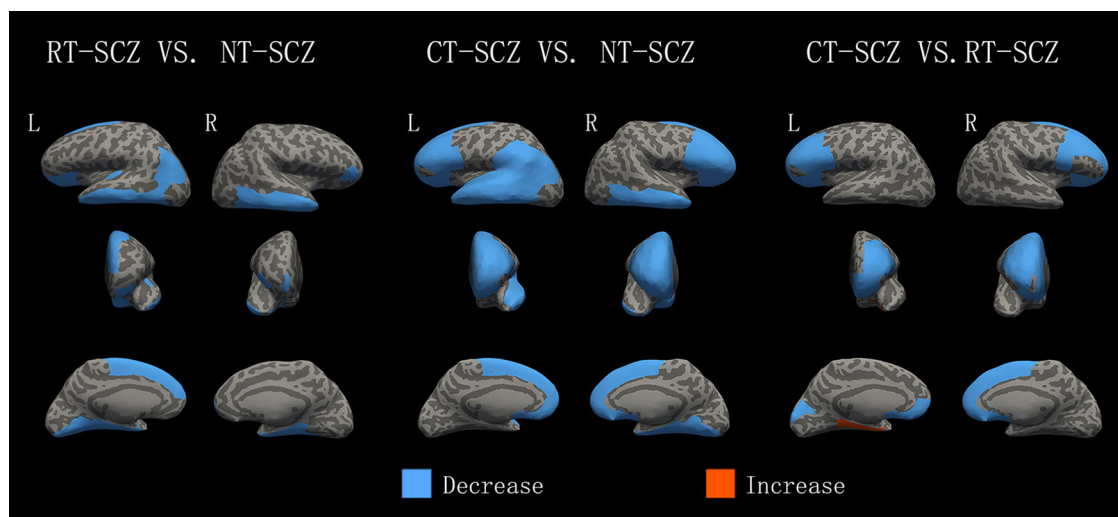 RT-SCZ VS. NT-SCZ
CT-SCZ VS. NT-SCZ
CT-SCZ VS. RT-SCZ
L R
L R
L R
Decrease
Increase